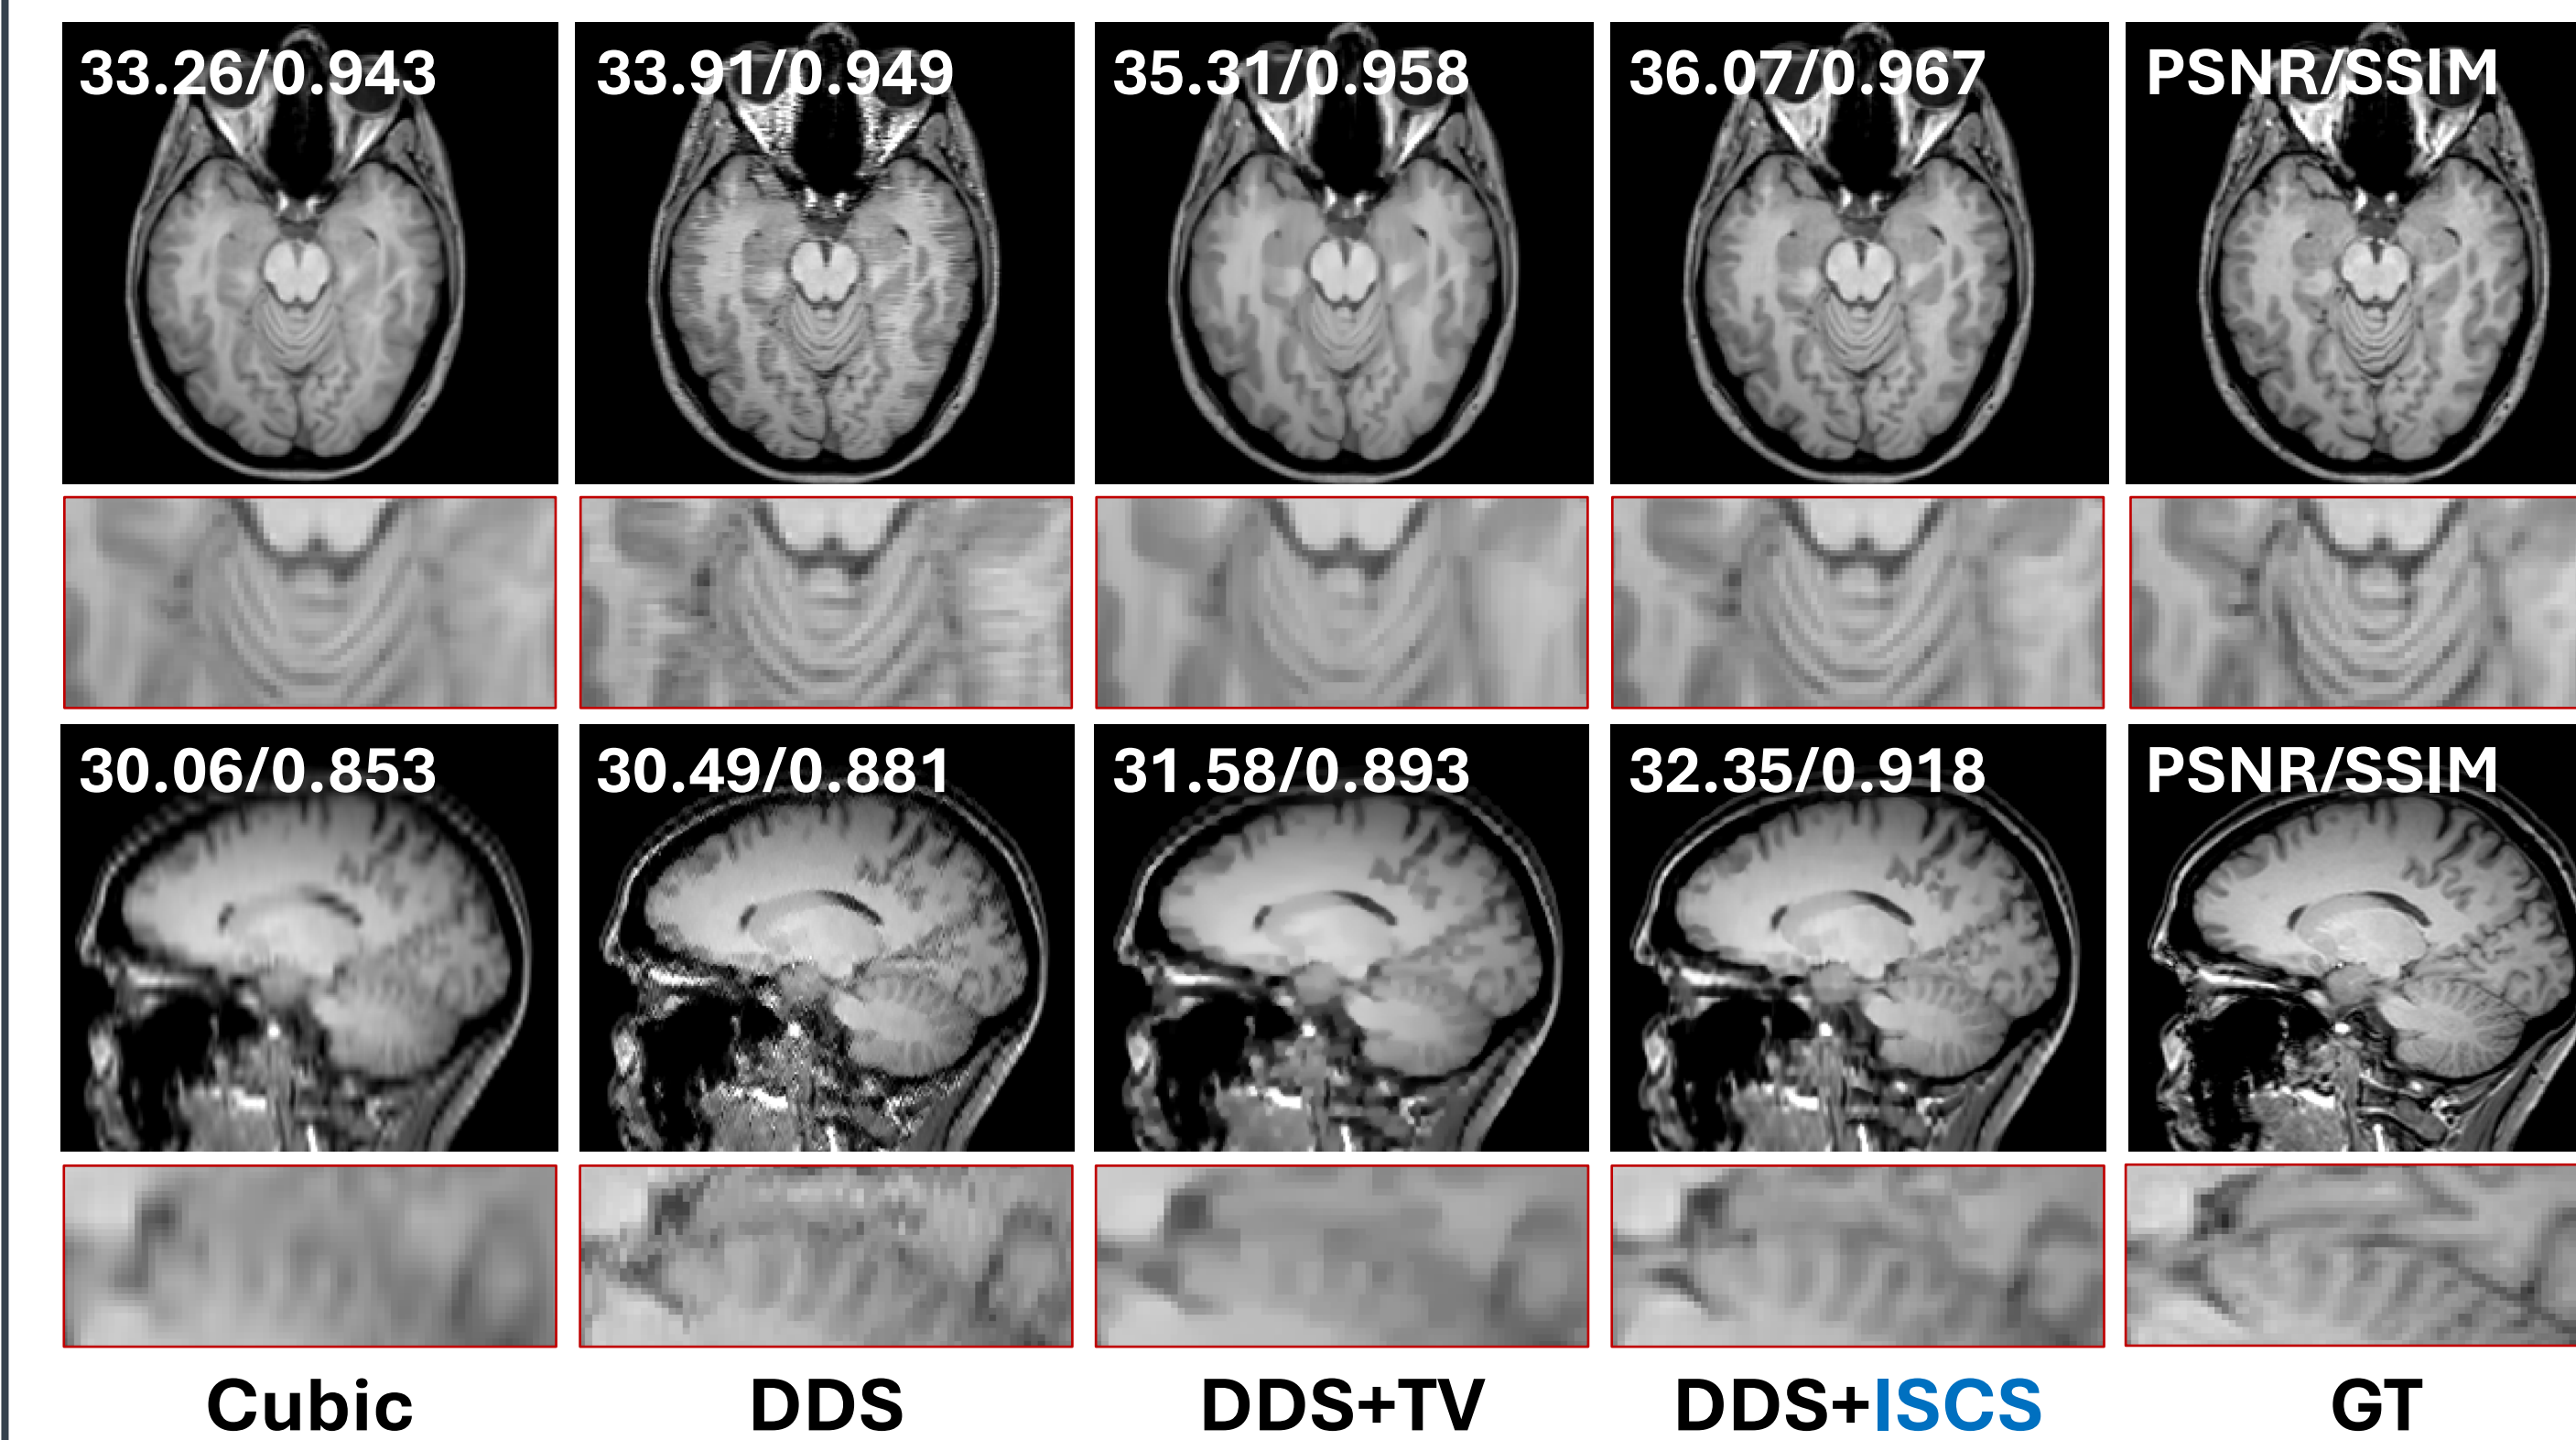 33.26/0.943
33.91/0.949
35.31/0.958
36.07/0.967
PSNR/SSIM
30.06/0.853
30.49/0.881
31.58/0.893
32.35/0.918
PSNR/SSIM
Cubic
DDS
DDS+TV
DDS+ISCS
GT